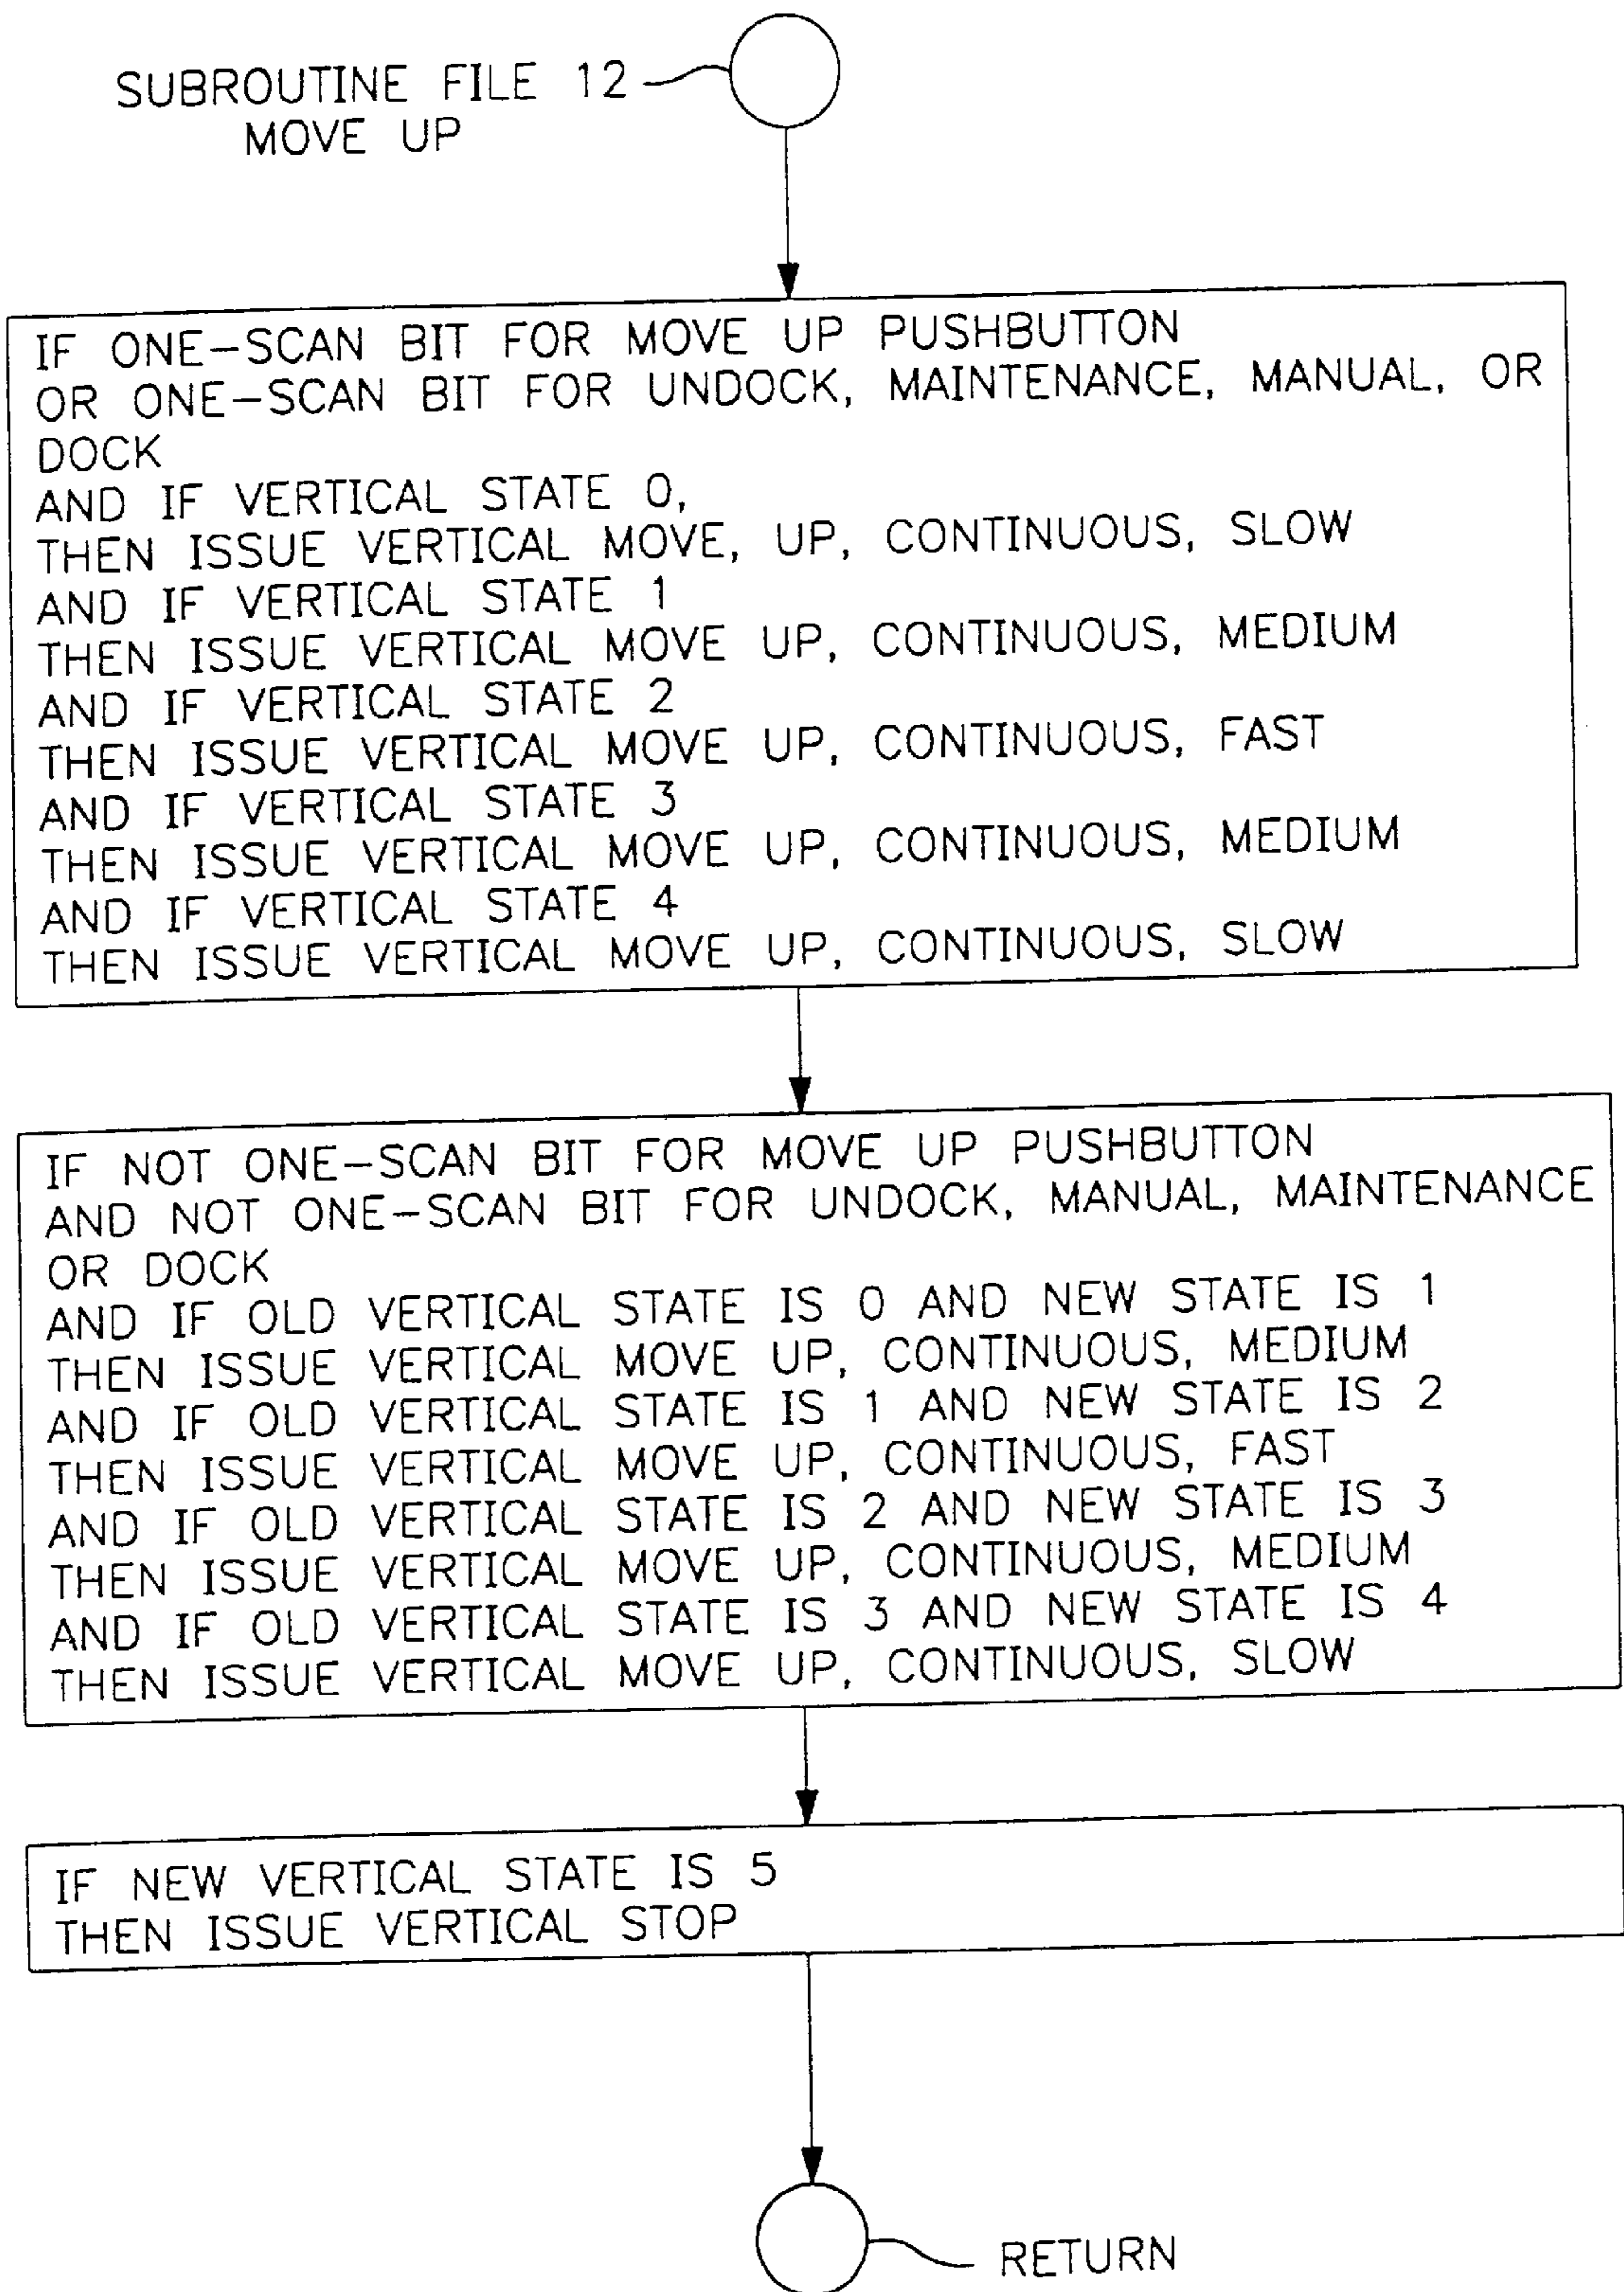 SUBROUTINE FILE 12
MOVE UP
IF ONE-SCAN BIT FOR MOVE UP PUSHBUTTON
OR ONE-SCAN BIT FOR UNDOCK, MAINTENANCE, MANUAL, OR
DOCK
AND IF VERTICAL STATE 0,
THEN ISSUE VERTICAL MOVE, UP, CONTINUOUS, SLOW
AND IF VERTICAL STATE 1
THEN ISSUE VERTICAL MOVE UP, CONTINUOUS, MEDIUM
AND IF VERTICAL STATE 2
THEN ISSUE VERTICAL MOVE UP, CONTINUOUS, FAST
AND IF VERTICAL STATE 3
THEN ISSUE VERTICAL MOVE UP, CONTINUOUS, MEDIUM
AND IF VERTICAL STATE 4
THEN ISSUE VERTICAL MOVE UP, CONTINUOUS, SLOW
IF NOT ONE-SCAN BIT FOR MOVE UP PUSHBUTTON
AND NOT ONE-SCAN BIT FOR UNDOCK, MANUAL, MAINTENANCE
OR DOCK
AND IF OLD VERTICAL STATE IS 0 AND NEW STATE IS 1
THEN ISSUE VERTICAL MOVE UP, CONTINUOUS, MEDIUM
AND IF OLD VERTICAL STATE IS 1 AND NEW STATE IS 2
THEN ISSUE VERTICAL MOVE UP, CONTINUOUS, FAST
AND IF OLD VERTICAL STATE IS 2 AND NEW STATE IS 3
THEN ISSUE VERTICAL MOVE UP, CONTINUOUS, MEDIUM
AND IF OLD VERTICAL STATE IS 3 AND NEW STATE IS 4
THEN ISSUE VERTICAL MOVE UP, CONTINUOUS, SLOW
IF NEW VERTICAL STATE IS 5
THEN ISSUE VERTICAL STOP
RETURN